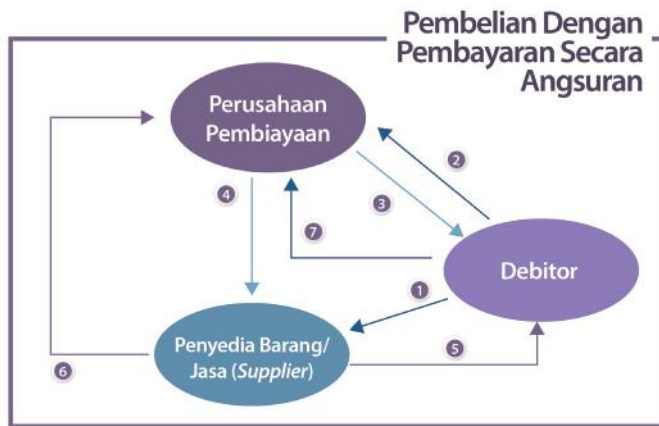 Pembelian Dengan
Pembayaran Secara
Angsuran
Perusahaan
Pembiayaan
2
4
3
7
Debitor
1
Penyedia Barang/
Jasa (Supplier)
5
6